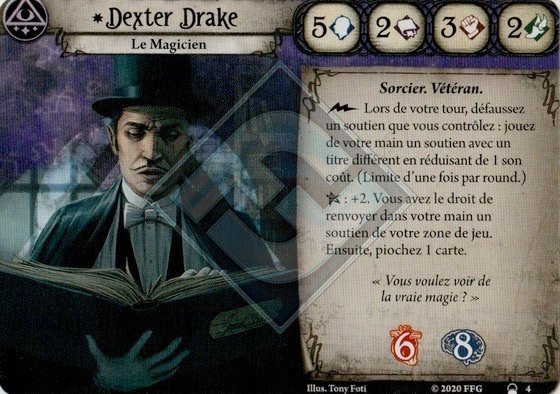 *Dexter Drake
Le Magicien
5 2 3 2
Sorcier. Vétéran.
Lors de votre tour, défaussez
un soutien que vous contrôlez : jouez
de votre main un soutien avec un
titre différent en réduisant de 1 son
coût. (Limite d'une fois par round.)
: +2. Vous avez le droit de
renvoyer dans votre main un
soutien de votre zone de jeu.
Ensuite, piochez 1 carte.
« Vous voulez voir de
la vraie magie ? »
6 8
Illus. Tony Foti © 2020 FFG 4